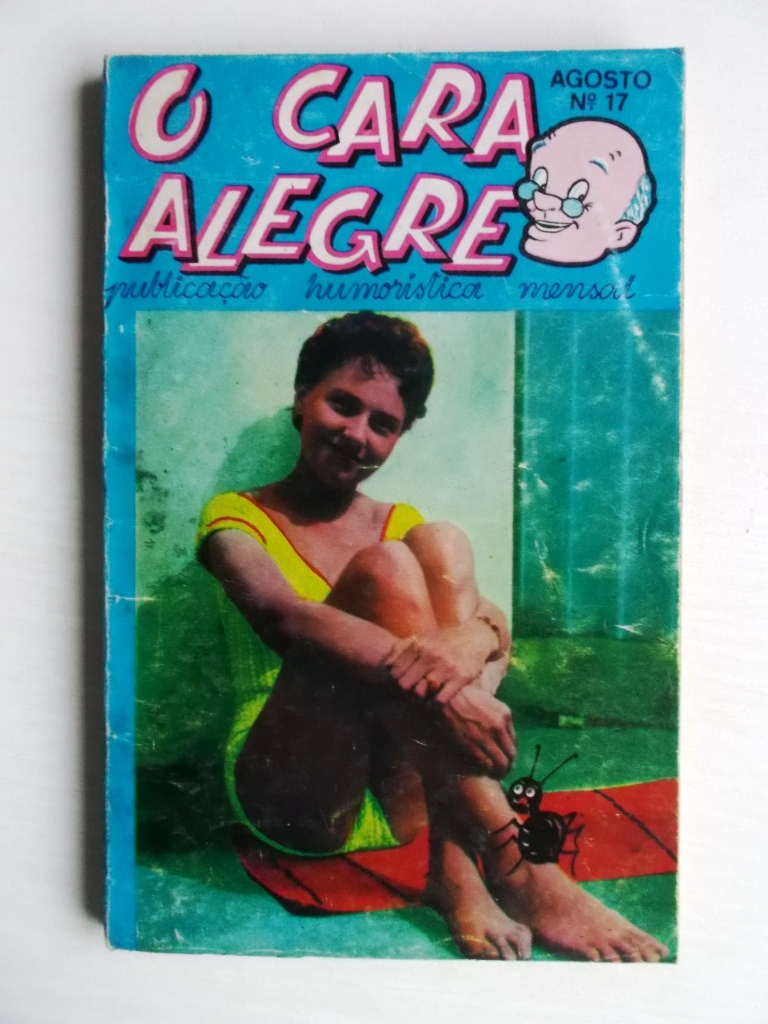 O CARA
ALEGRE
AGOSTO
Nº 17
publicação humorística mensal